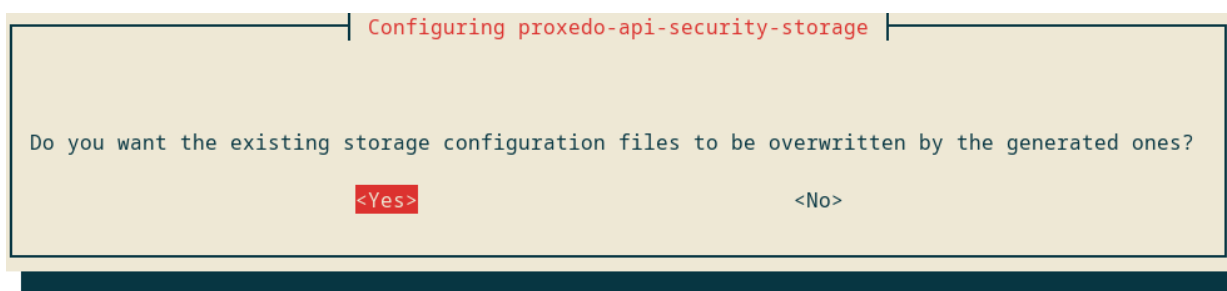 Configuring proxedo-api-security-storage
Do you want the existing storage configuration files to be overwritten by the generated ones?
<Yes> <No>